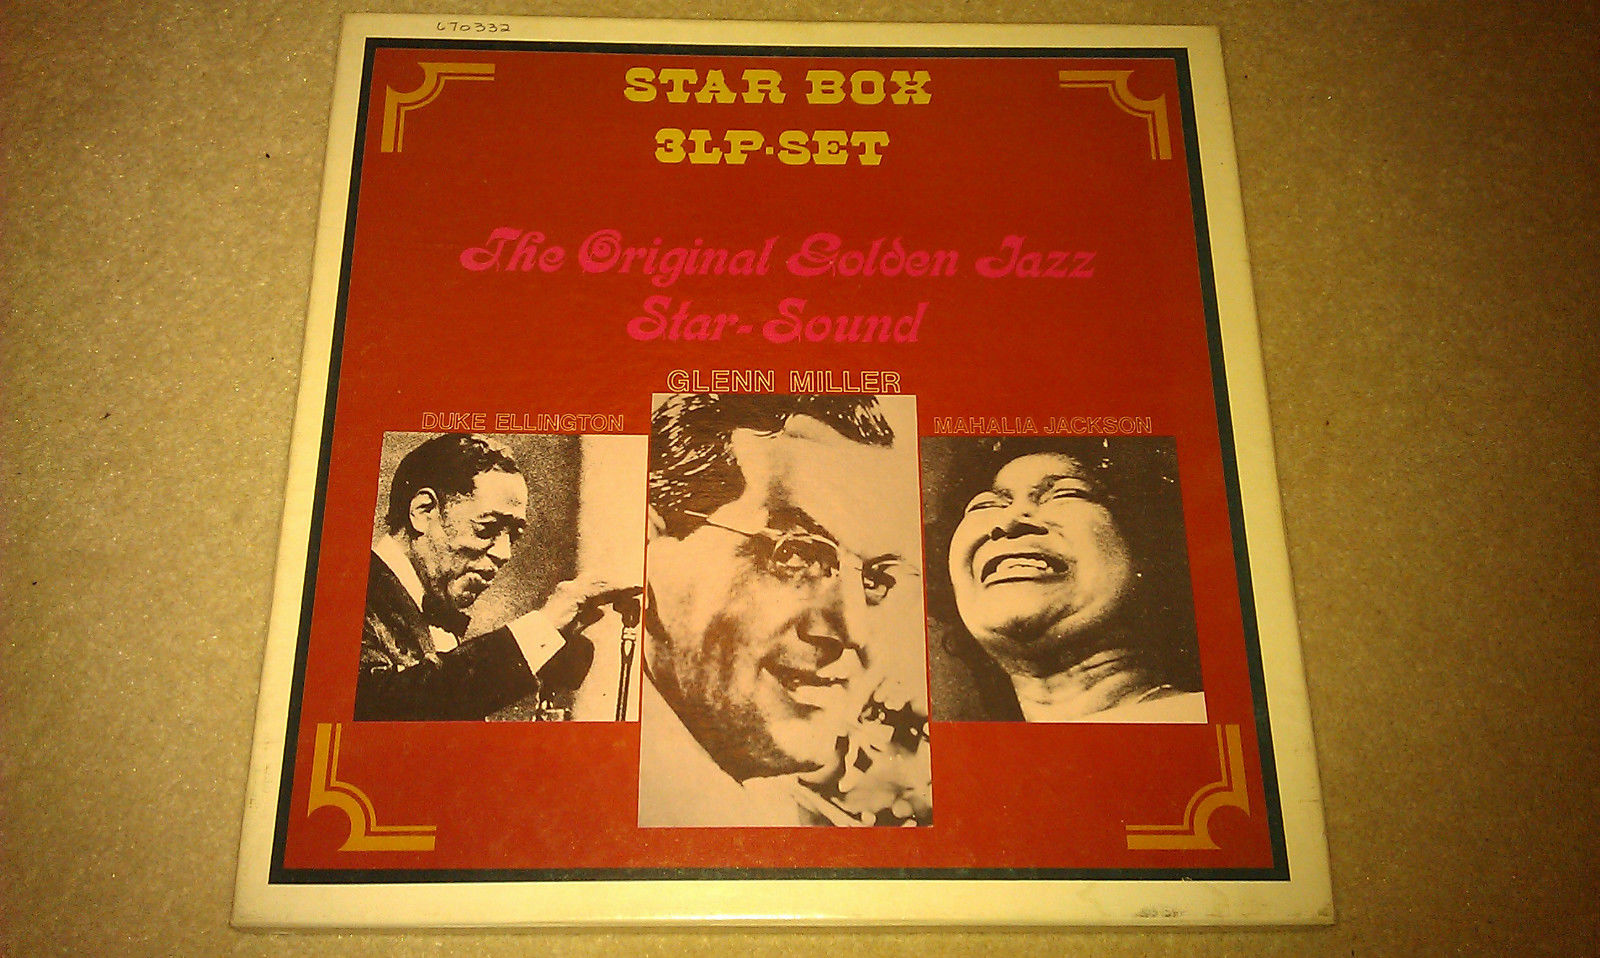 670332
STAR BOX
3LP·SET
The Original Golden Jazz
Star-Sound
GLENN MILLER
DUKE ELLINGTON
MAHALIA JACKSON